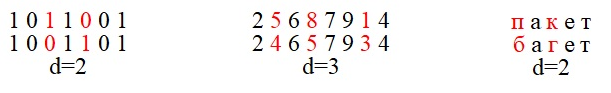 1 0 1 1 0 0 1
1 0 0 1 1 0 1
d=2
2 5 6 8 7 9 1 4
2 4 6 5 7 9 3 4
d=3
п а к е т
б а г е т
d=2